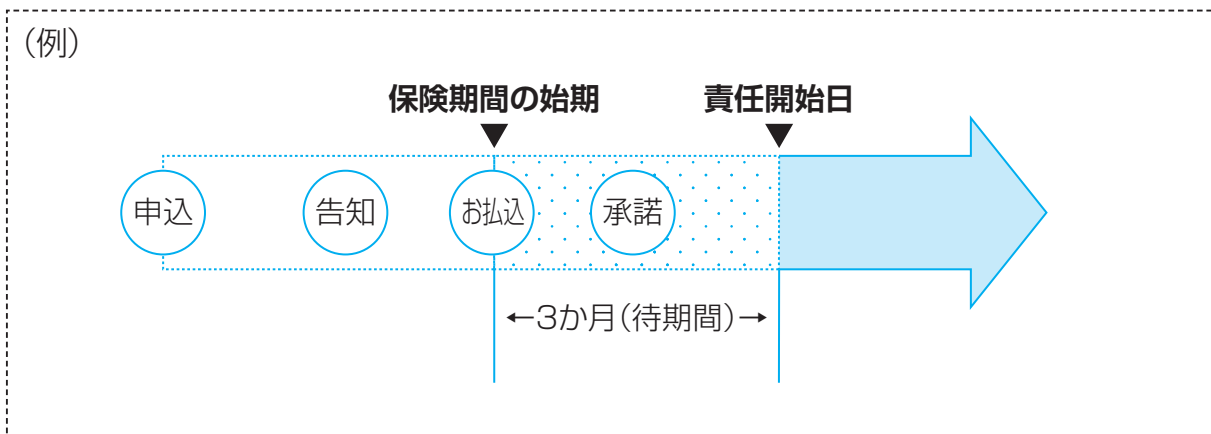 (例)
保険期間の始期 責任開始日
申込 告知 お払込 承諾
←3か月(待期間)→